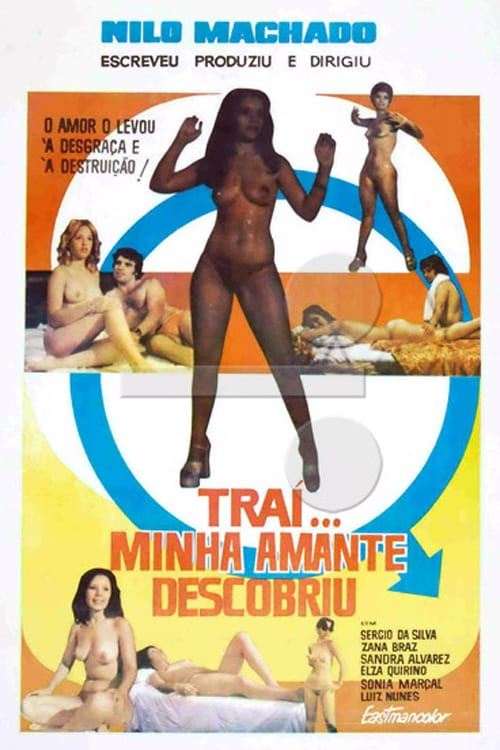 NILO MACHADO
ESCREVEU PRODUZIU E DIRIGIU
O AMOR O LEVOU
'A DESGRAÇA E
'A DESTRUIÇÃO!
TRAÍ...
MINHA AMANTE
DESCOBRIU
COM
SERGIO DA SILVA
ZANA BRAZ
SANDRA ALVAREZ
ELZA QUIRINO
SONIA MARÇAL
LUIZ NUNES
Eastmancolor